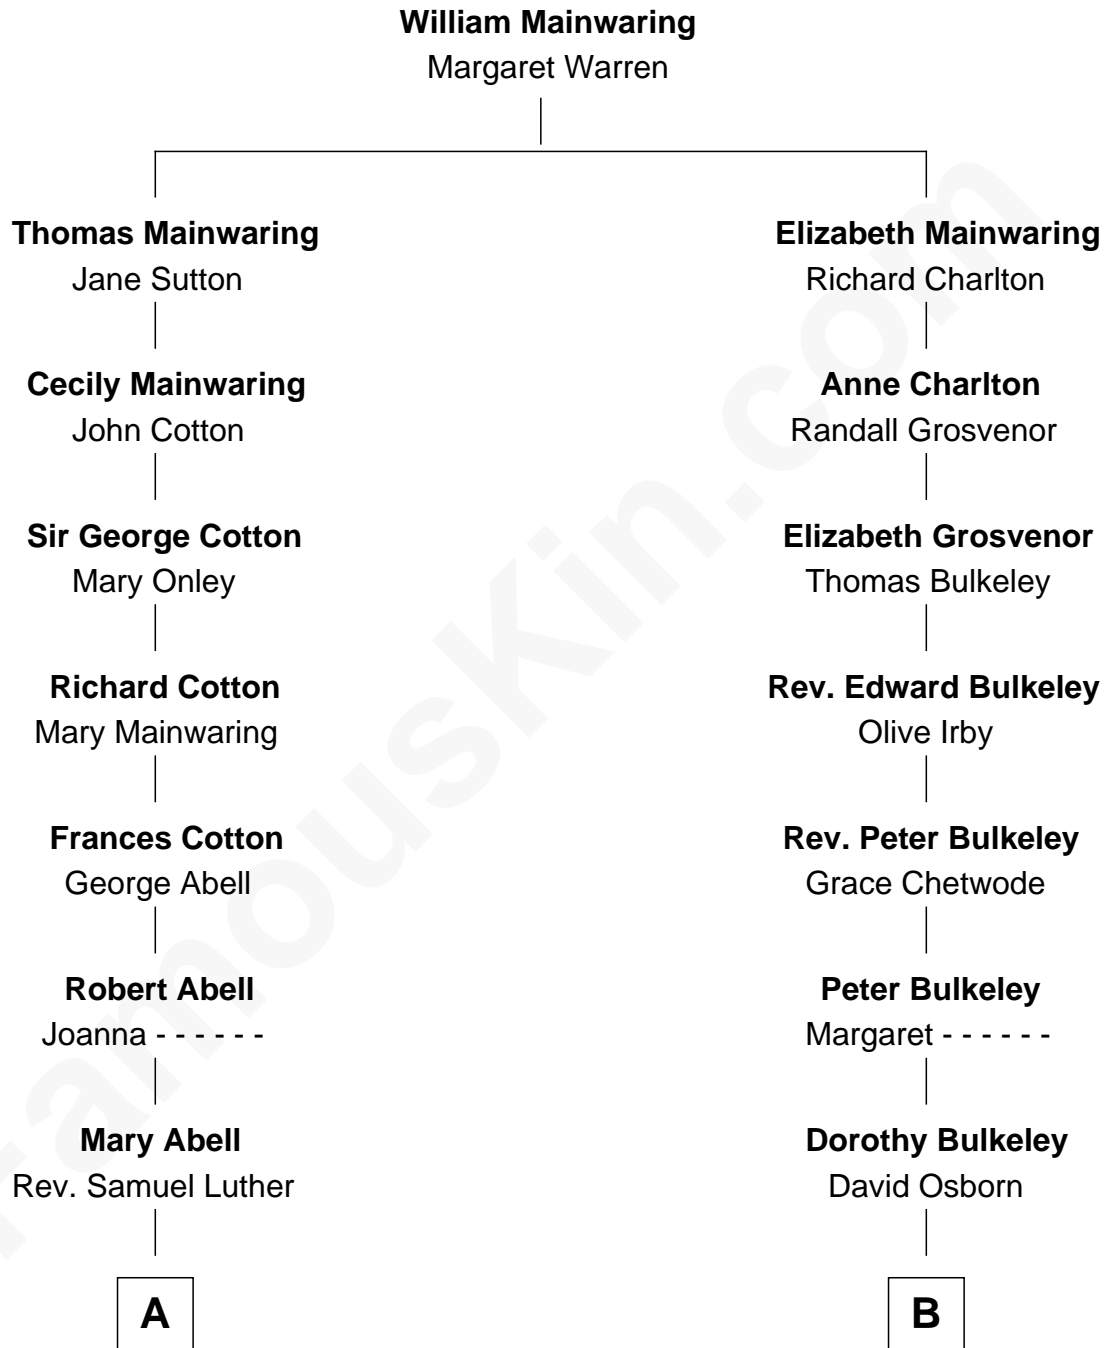 William Mainwaring
Margaret Warren
Thomas Mainwaring
Jane Sutton
Elizabeth Mainwaring
Richard Charlton
Cecily Mainwaring
John Cotton
Anne Charlton
Randall Grosvenor
Sir George Cotton
Mary Onley
Elizabeth Grosvenor
Thomas Bulkeley
Richard Cotton
Mary Mainwaring
Rev. Edward Bulkeley
Olive Irby
Frances Cotton
George Abell
Rev. Peter Bulkeley
Grace Chetwode
Robert Abell
Joanna - - - - - -
Peter Bulkeley
Margaret - - - - - -
Mary Abell
Rev. Samuel Luther
Dorothy Bulkeley
David Osborn
A
B
FamousKin.com